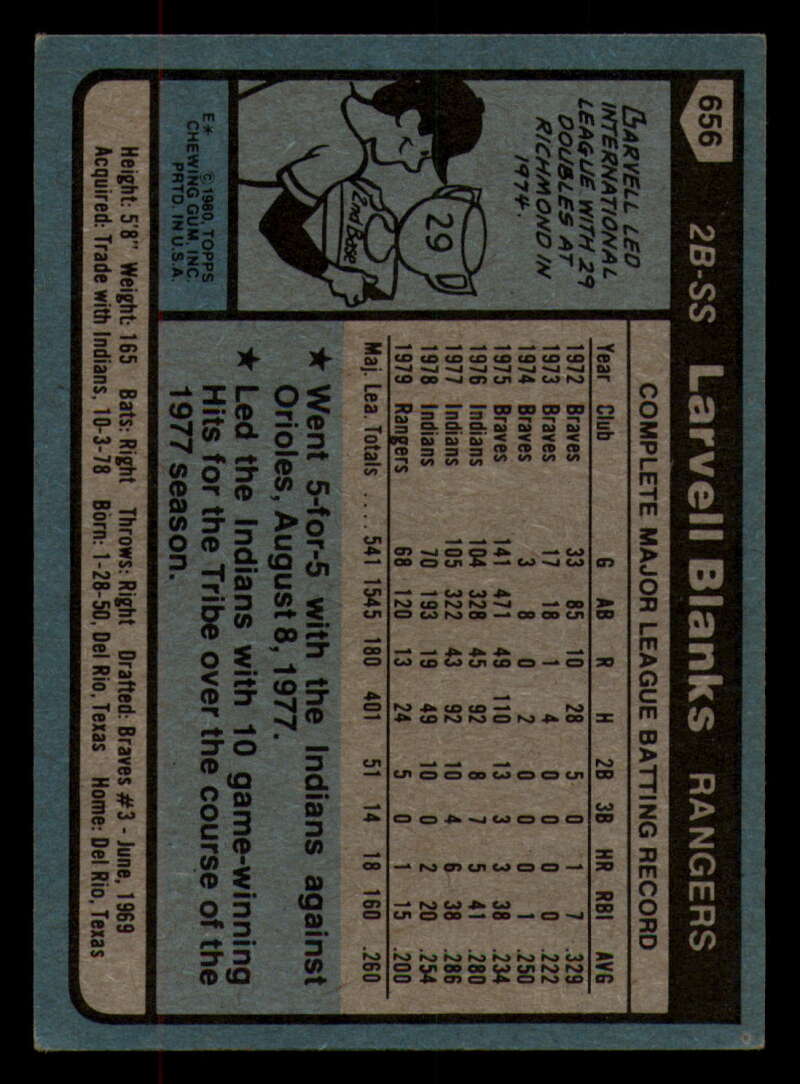 656 2B-SS Larvell Blanks RANGERS
LARVELL LED
INTERNATIONAL
LEAGUE WITH 29
DOUBLES AT
RICHMOND IN
1974.
29
2nd Base
E* © 1980, TOPPS
CHEWING GUM, INC.
PRTD. IN U.S.A.
COMPLETE MAJOR LEAGUE BATTING RECORD
Year Club G AB R H 2B 3B HR RBI AVG
1972 Braves 33 85 10 28 5 0 1 7 .329
1973 Braves 17 18 1 4 0 0 0 0 .222
1974 Braves 3 8 0 2 0 0 0 1 .250
1975 Braves 141 471 49 110 13 3 3 38 .234
1976 Indians 104 328 45 92 8 7 5 41 .280
1977 Indians 105 322 43 92 10 4 6 38 .286
1978 Indians 70 193 19 49 10 0 2 20 .254
1979 Rangers 68 120 13 24 5 0 1 15 .200
Maj. Lea. Totals .... 541 1545 180 401 51 14 18 160 .260
★ Went 5-for-5 with the Indians against
Orioles, August 8, 1977.
★ Led the Indians with 10 game-winning
Hits for the Tribe over the course of the
1977 season.
Height: 5'8" Weight: 165 Bats: Right Throws: Right Drafted: Braves #3 - June, 1969
Acquired: Trade with Indians, 10-3-78 Born: 1-28-50, Del Rio, Texas Home: Del Rio, Texas